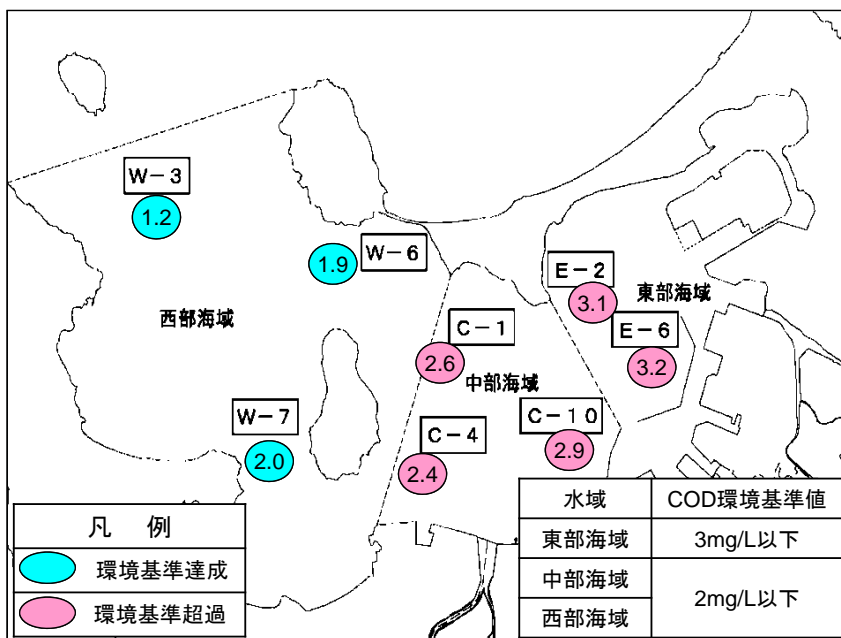 W-3
1.2
1.9
W-6
西部海域
W-7
2.0
C-1
2.6
中部海域
C-4
2.4
C-10
2.9
E-2
3.1
東部海域
E-6
3.2
凡 例
環境基準達成
環境基準超過
水域 COD環境基準値
東部海域 3mg/L以下
中部海域
西部海域 2mg/L以下